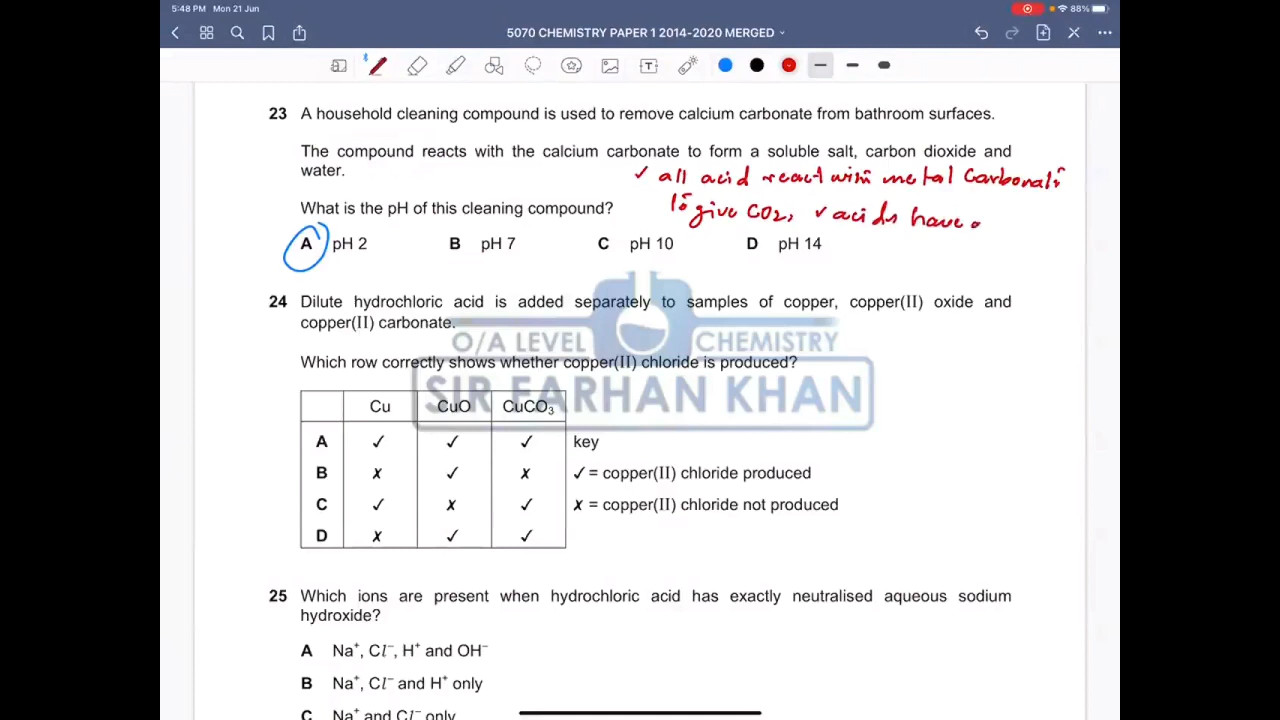 5:48 PM Mon 21 Jun
88%
5070 CHEMISTRY PAPER 1 2014-2020 MERGED
23 A household cleaning compound is used to remove calcium carbonate from bathroom surfaces.
The compound reacts with the calcium carbonate to form a soluble salt, carbon dioxide and
water.
✓ all acid react with metal Carbonate
What is the pH of this cleaning compound?
to give CO2, ✓ acids have
A pH 2 B pH 7 C pH 10 D pH 14
24 Dilute hydrochloric acid is added separately to samples of copper, copper(II) oxide and
copper(II) carbonate.
O/A LEVEL CHEMISTRY
Which row correctly shows whether copper(II) chloride is produced?
SIR FARHAN KHAN
Cu CuO CuCO3
A ✓ ✓ ✓ key
B ✗ ✓ ✗ ✓ = copper(II) chloride produced
C ✓ ✗ ✓ ✗ = copper(II) chloride not produced
D ✗ ✓ ✓
25 Which ions are present when hydrochloric acid has exactly neutralised aqueous sodium
hydroxide?
A Na⁺, Cl⁻, H⁺ and OH⁻
B Na⁺, Cl⁻ and H⁺ only
C Na⁺ and Cl⁻ only